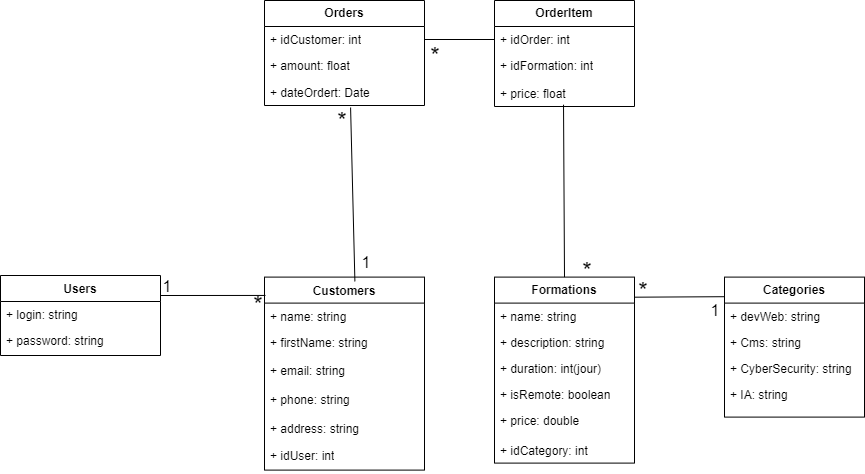 Orders
+ idCustomer: int
+ amount: float
+ dateOrdert: Date
*
*
OrderItem
+ idOrder: int
+ idFormation: int
+ price: float
1
*
Users
+ login: string
+ password: string
1
*
Customers
+ name: string
+ firstName: string
+ email: string
+ phone: string
+ address: string
+ idUser: int
Formations
+ name: string
+ description: string
+ duration: int(jour)
+ isRemote: boolean
+ price: double
+ idCategory: int
*
1
Categories
+ devWeb: string
+ Cms: string
+ CyberSecurity: string
+ IA: string